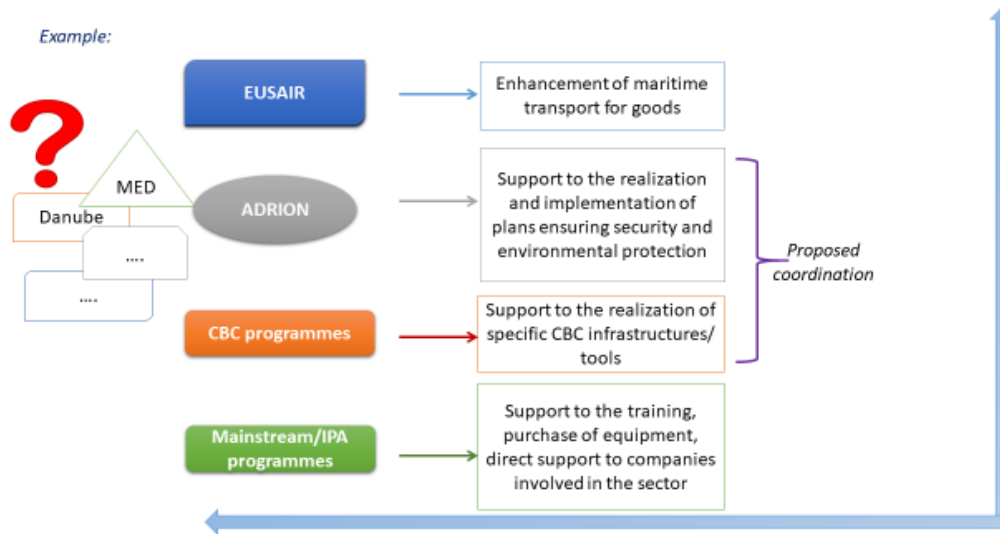 Example:
EUSAIR
Enhancement of maritime
transport for goods
?
MED
Danube
....
....
ADRION
Support to the realization
and implementation of
plans ensuring security and
environmental protection
Proposed
coordination
CBC programmes
Support to the realization of
specific CBC infrastructures/
tools
Mainstream/IPA
programmes
Support to the training,
purchase of equipment,
direct support to companies
involved in the sector